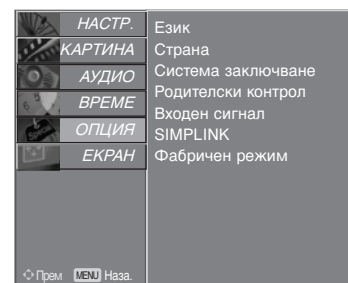 НАСТР.
КАРТИНА
АУДИО
ВРЕМЕ
ОПЦИЯ
ЕКРАН
Език
Страна
Система заключване
Родителски контрол
Входен сигнал
SIMPLINK
Фабричен режим
Прем MENU Наза.